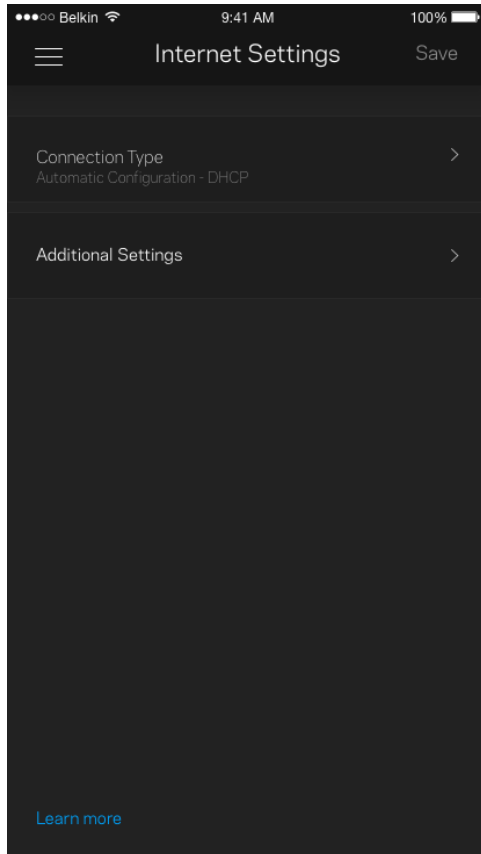 Belkin 9:41 AM 100%
Internet Settings Save
Connection Type
Automatic Configuration - DHCP
Additional Settings
Learn more